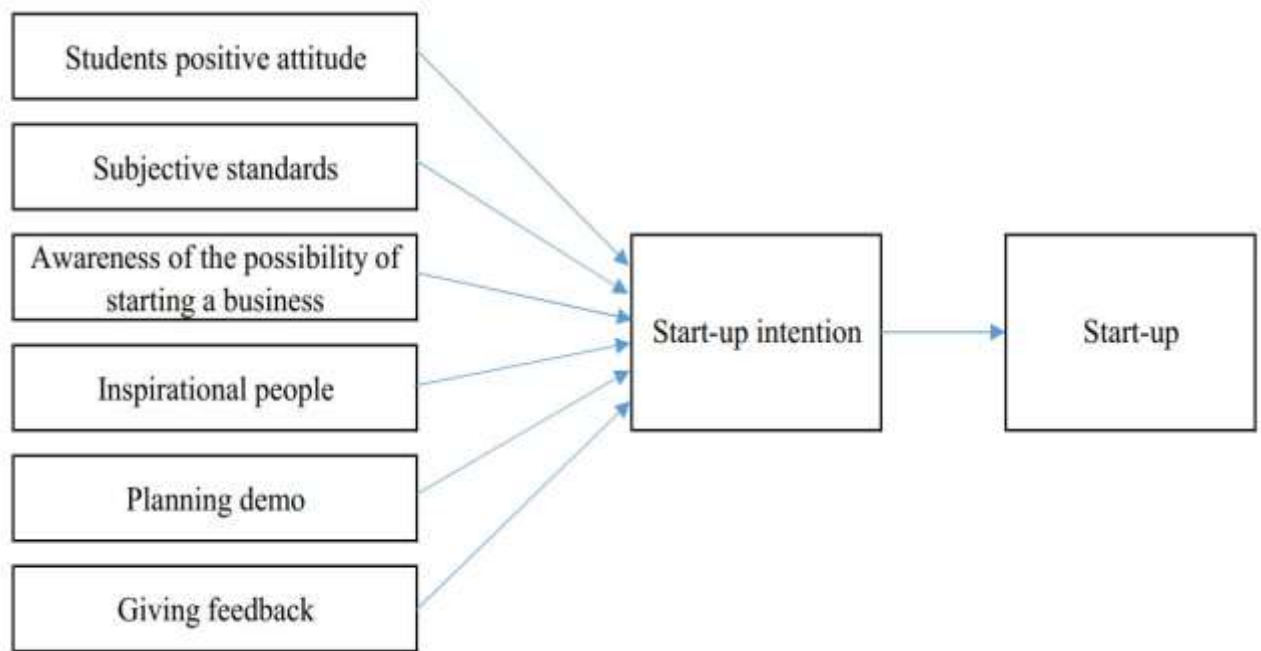 Students positive attitude
Subjective standards
Awareness of the possibility of
starting a business
Inspirational people
Planning demo
Giving feedback
Start-up intention
Start-up